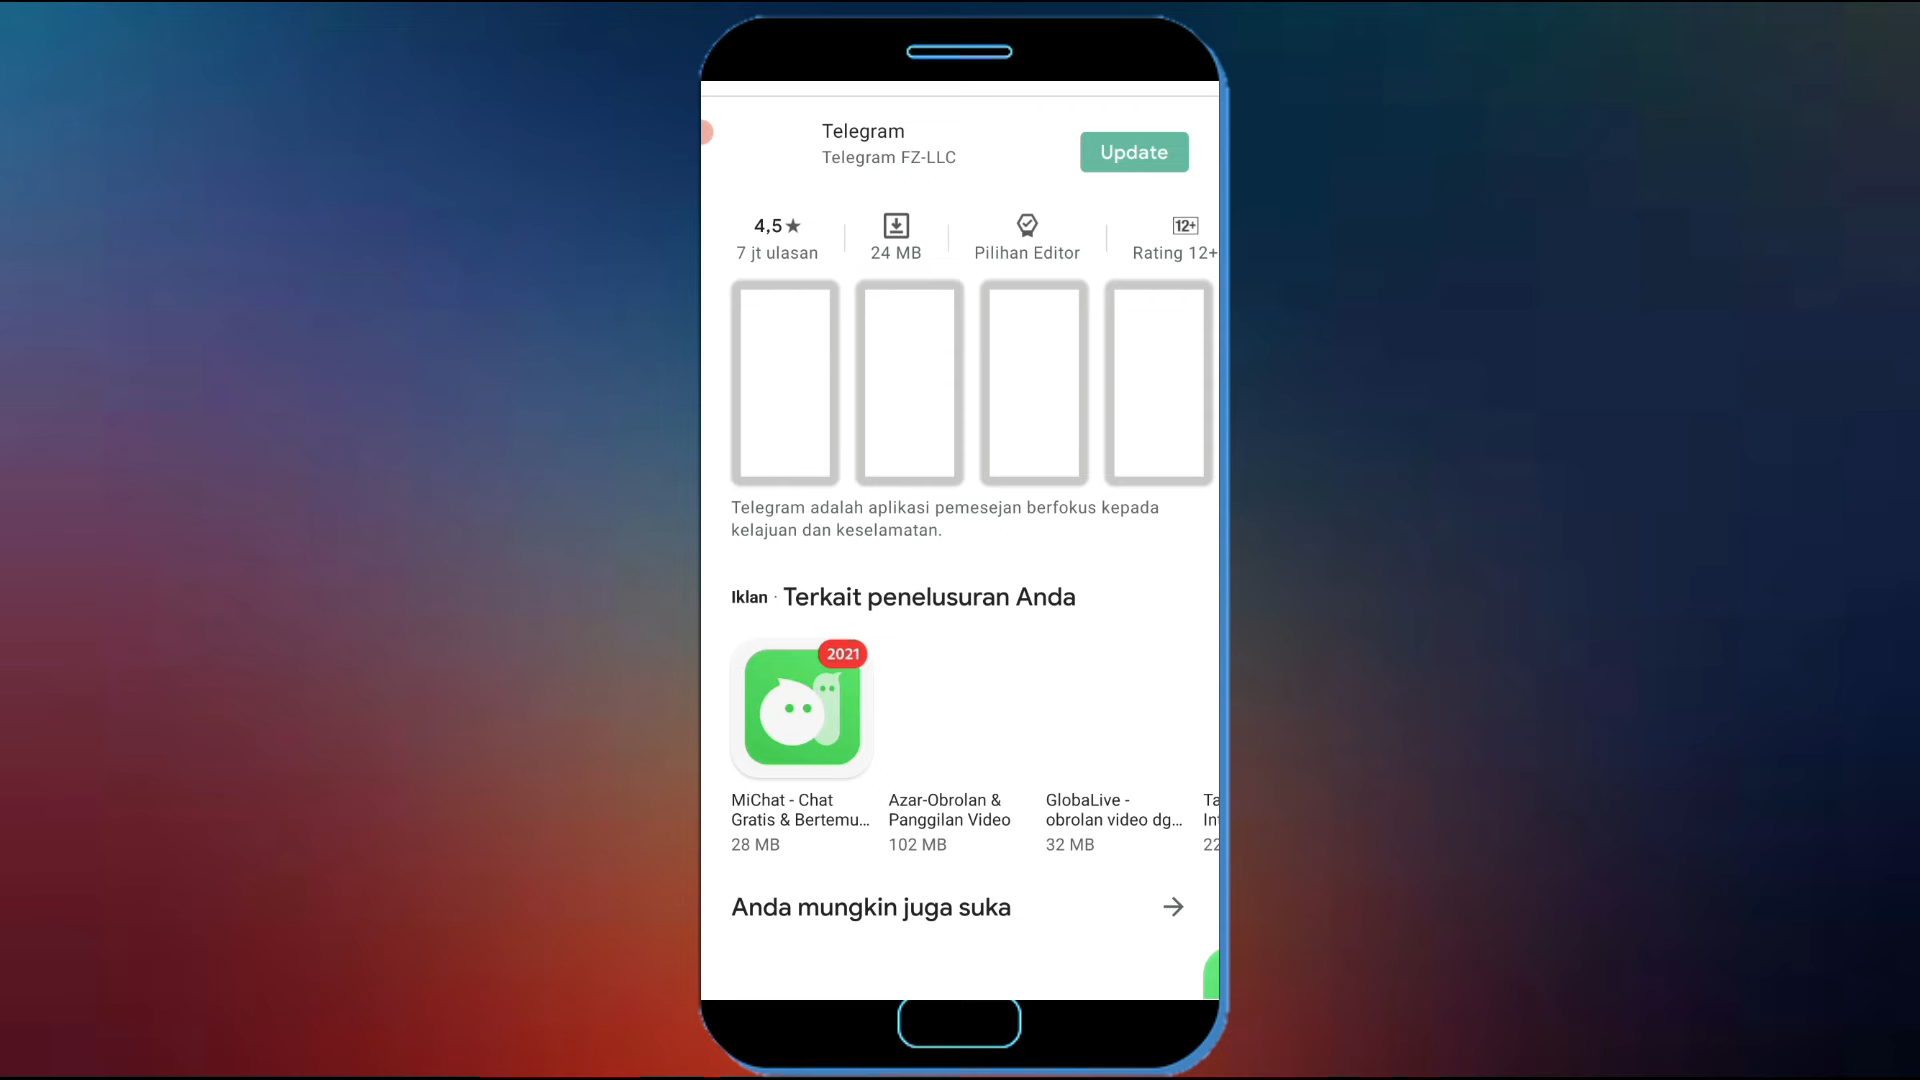 Telegram
Telegram FZ-LLC
Update
4,5★
7 jt ulasan
24 MB
Pilihan Editor
12+
Rating 12+
Telegram adalah aplikasi pemesejan berfokus kepada
kelajuan dan keselamatan.
Iklan · Terkait penelusuran Anda
2021
MiChat - Chat
Gratis & Bertemu...
28 MB
Azar-Obrolan &
Panggilan Video
102 MB
GlobaLive -
obrolan video dg...
32 MB
Anda mungkin juga suka